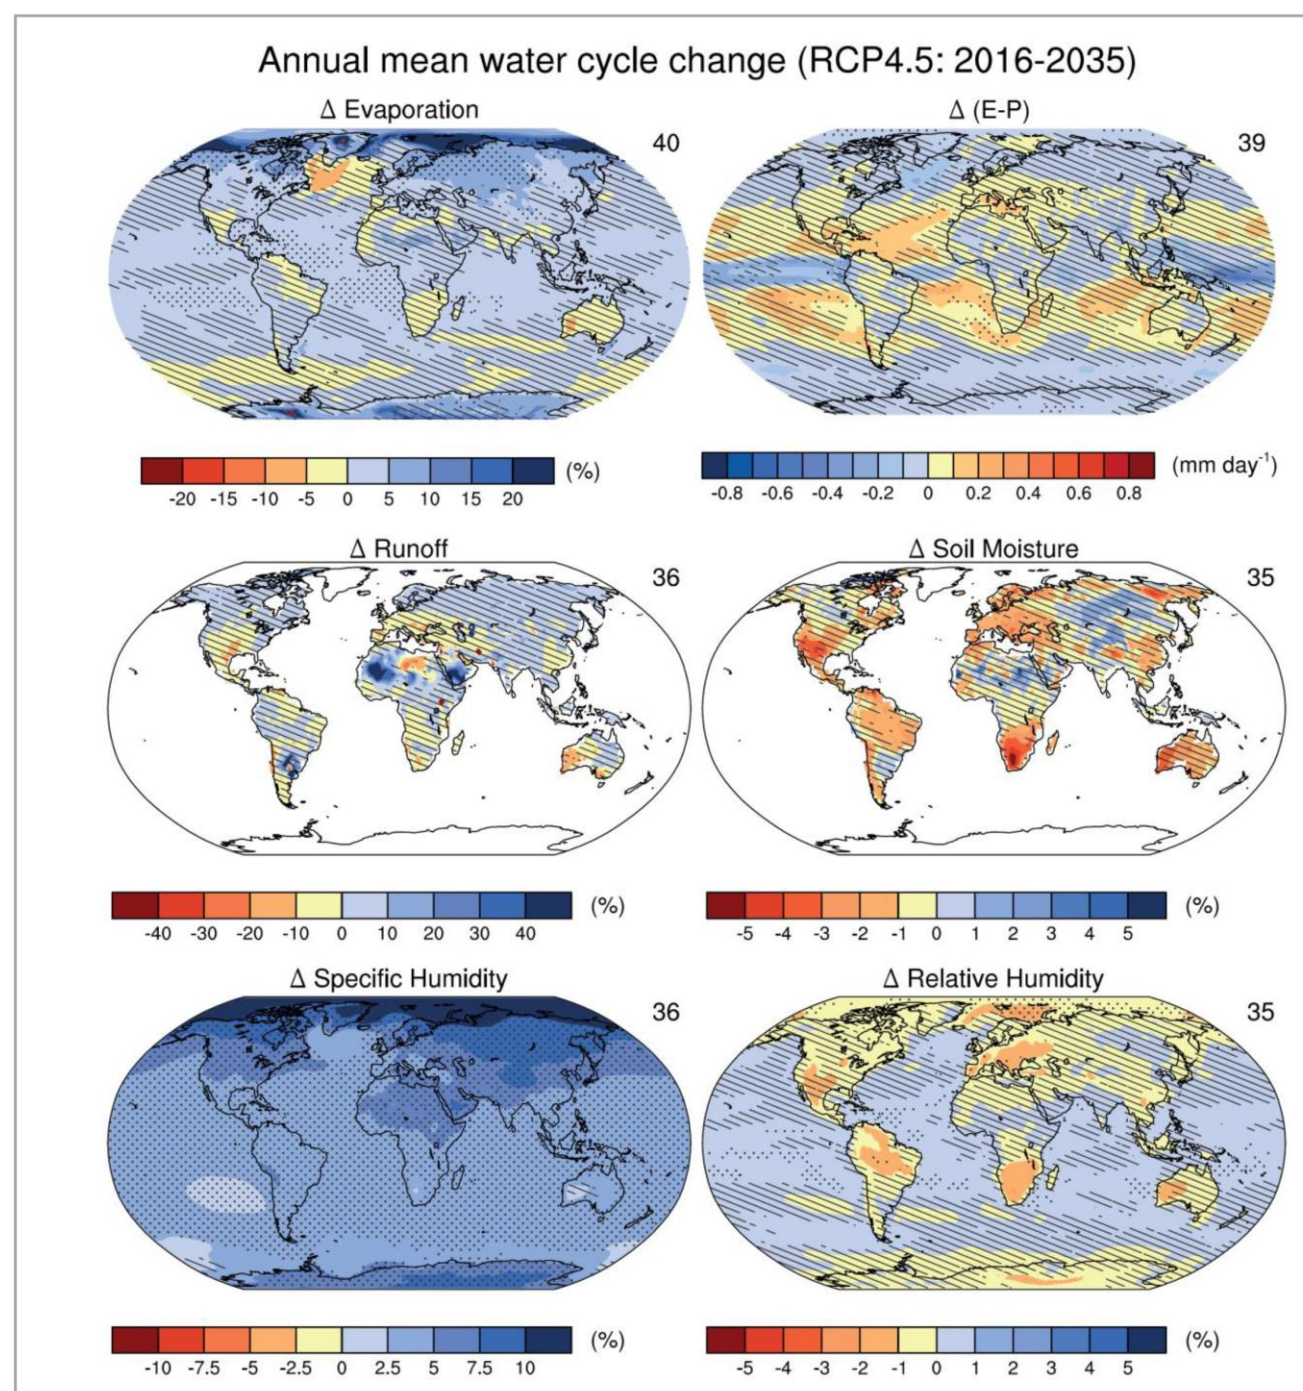 Annual mean water cycle change (RCP4.5: 2016-2035)
Δ Evaporation
40
-20 -15 -10 -5 0 5 10 15 20
(%)
Δ (E-P)
39
-0.8 -0.6 -0.4 -0.2 0 0.2 0.4 0.6 0.8
(mm day⁻¹)
Δ Runoff
36
-40 -30 -20 -10 0 10 20 30 40
(%)
Δ Soil Moisture
35
-5 -4 -3 -2 -1 0 1 2 3 4 5
(%)
Δ Specific Humidity
36
-10 -7.5 -5 -2.5 0 2.5 5 7.5 10
(%)
Δ Relative Humidity
35
-5 -4 -3 -2 -1 0 1 2 3 4 5
(%)